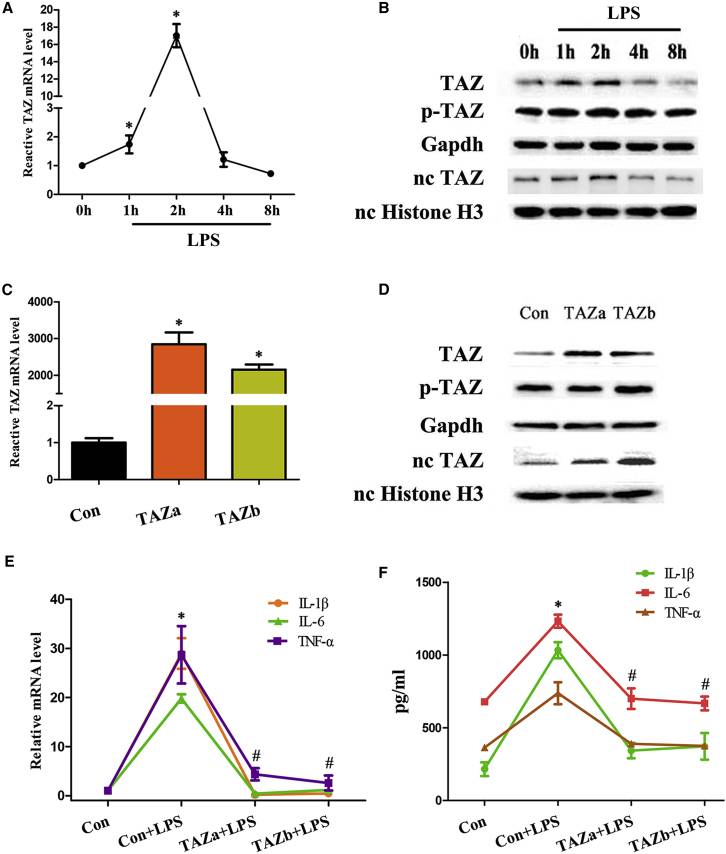 A
Reactive TAZ mRNA level
20
18
16
14
12
10
8
6
4
2
2
1
0
*
*
0h 1h 2h 4h 8h
LPS
B
LPS
0h 1h 2h 4h 8h
TAZ
p-TAZ
Gapdh
nc TAZ
nc Histone H3
C
Reactive TAZ mRNA level
4000
3000
2000
2
1
0
*
*
Con TAZa TAZb
D
Con TAZa TAZb
TAZ
p-TAZ
Gapdh
nc TAZ
nc Histone H3
E
Relative mRNA level
40
30
20
10
0
*
#
#
IL-1β
IL-6
TNF-α
Con Con+LPS TAZa+LPS TAZb+LPS
F
pg/ml
1500
1000
500
0
*
#
#
IL-1β
IL-6
TNF-α
Con Con+LPS TAZa+LPS TAZb+LPS